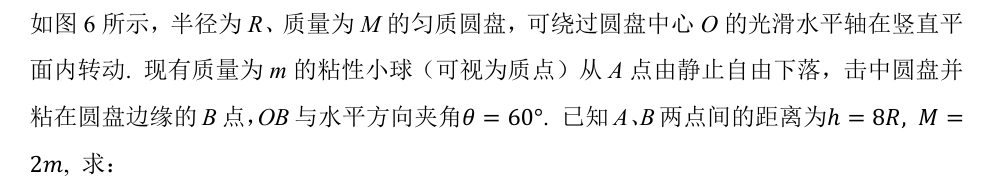 如图 6 所示，半径为 R、质量为 M 的匀质圆盘，可绕过圆盘中心 O 的光滑水平轴在竖直平
面内转动. 现有质量为 m 的粘性小球（可视为质点）从 A 点由静止自由下落，击中圆盘并
粘在圆盘边缘的 B 点，OB 与水平方向夹角θ = 60°. 已知 A、B 两点间的距离为h = 8R, M =
2m, 求：